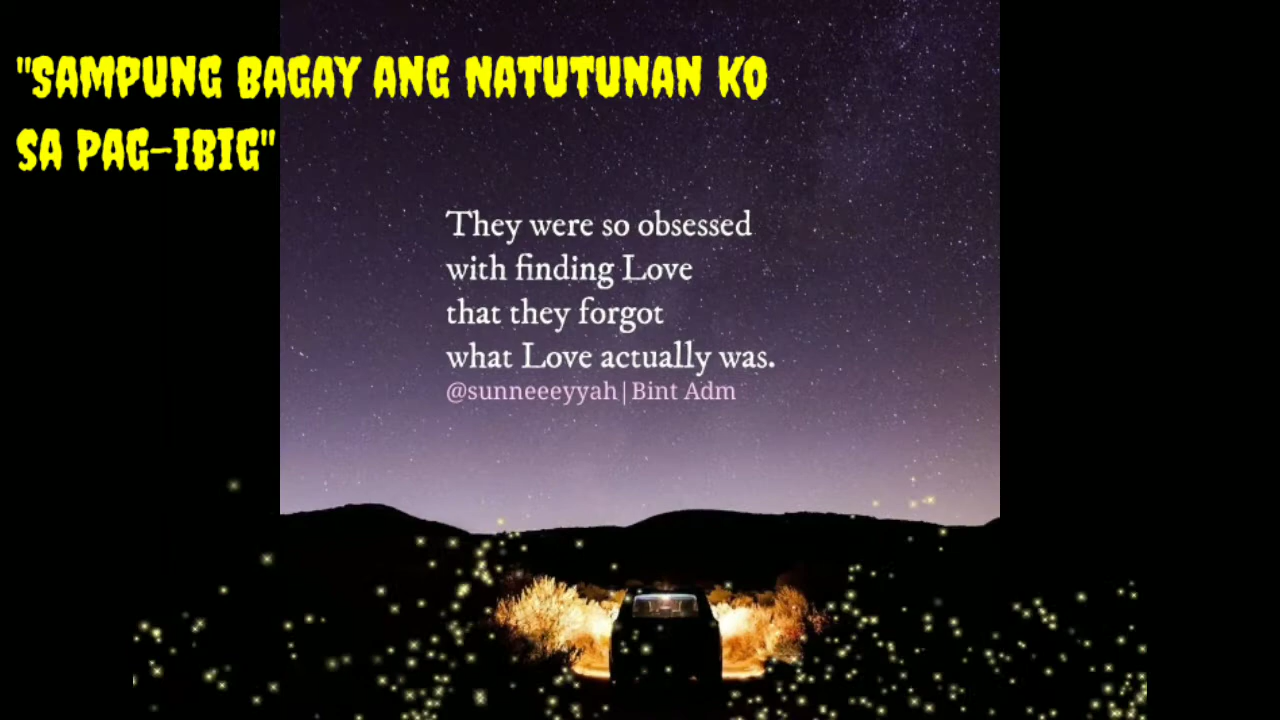 "SAMPUNG BAGAY ANG NATUTUNAN KO
SA PAG-IBIG"
They were so obsessed
with finding Love
that they forgot
what Love actually was.
@sunneeeyyah|Bint Adm